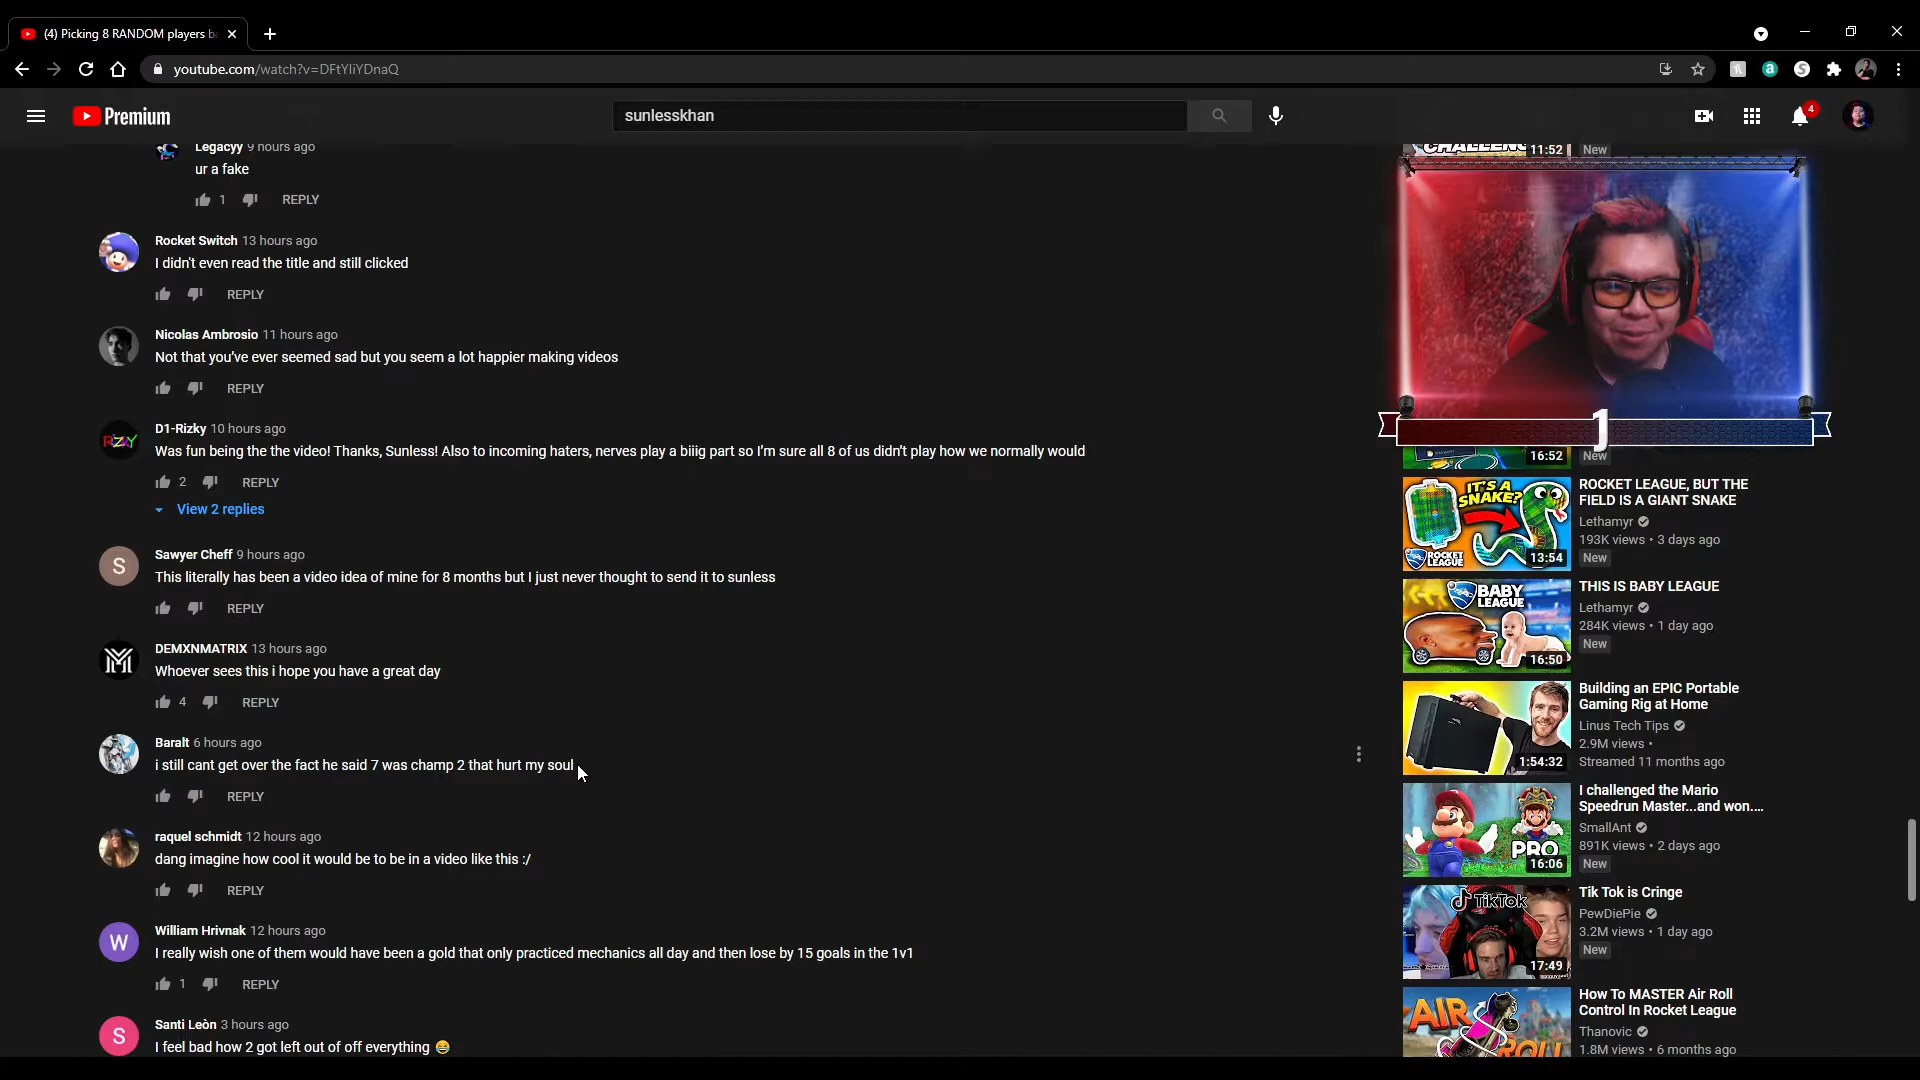 (4) Picking 8 RANDOM players ba
youtube.com/watch?v=DFtYliYDnaQ
Premium
sunlesskhan
4
Legacyy 9 hours ago
ur a fake
1 REPLY
Rocket Switch 13 hours ago
I didn't even read the title and still clicked
REPLY
Nicolas Ambrosio 11 hours ago
Not that you've ever seemed sad but you seem a lot happier making videos
REPLY
RIZKY
D1-Rizky 10 hours ago
Was fun being the the video! Thanks, Sunless! Also to incoming haters, nerves play a biiig part so I'm sure all 8 of us didn't play how we normally would
2 REPLY
View 2 replies
S
Sawyer Cheff 9 hours ago
This literally has been a video idea of mine for 8 months but I just never thought to send it to sunless
REPLY
DEMXNMATRIX 13 hours ago
Whoever sees this i hope you have a great day
4 REPLY
Baralt 6 hours ago
i still cant get over the fact he said 7 was champ 2 that hurt my soul
REPLY
raquel schmidt 12 hours ago
dang imagine how cool it would be to be in a video like this :/
REPLY
W
William Hrivnak 12 hours ago
I really wish one of them would have been a gold that only practiced mechanics all day and then lose by 15 goals in the 1v1
1 REPLY
S
Santi Leòn 3 hours ago
I feel bad how 2 got left out of off everything 😂
CHALLENGE
11:52
New
1
16:52
New
IT'S A
SNAKE?
ROCKET
LEAGUE
13:54
ROCKET LEAGUE, BUT THE
FIELD IS A GIANT SNAKE
Lethamyr
193K views • 3 days ago
New
BABY
LEAGUE
16:50
THIS IS BABY LEAGUE
Lethamyr
284K views • 1 day ago
New
1:54:32
Building an EPIC Portable
Gaming Rig at Home
Linus Tech Tips
2.9M views •
Streamed 11 months ago
PRO
16:06
I challenged the Mario
Speedrun Master...and won....
SmallAnt
891K views • 2 days ago
New
TikTok
17:49
Tik Tok is Cringe
PewDiePie
3.2M views • 1 day ago
New
AIR
ROLL
How To MASTER Air Roll
Control In Rocket League
Thanovic
1.8M views • 6 months ago